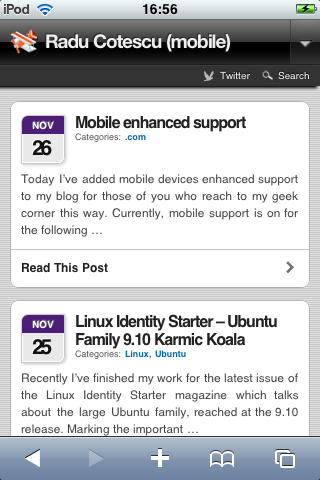 iPod 16:56
Radu Cotescu (mobile)
Twitter Search
NOV
26
Mobile enhanced support
Categories: .com
Today I've added mobile devices enhanced support
to my blog for those of you who reach to my geek
corner this way. Currently, mobile support is on for
the following ...
Read This Post
NOV
25
Linux Identity Starter – Ubuntu
Family 9.10 Karmic Koala
Categories: Linux, Ubuntu
Recently I've finished my work for the latest issue of
the Linux Identity Starter magazine which talks
about the large Ubuntu family, reached at the 9.10
release. Marking the important ...